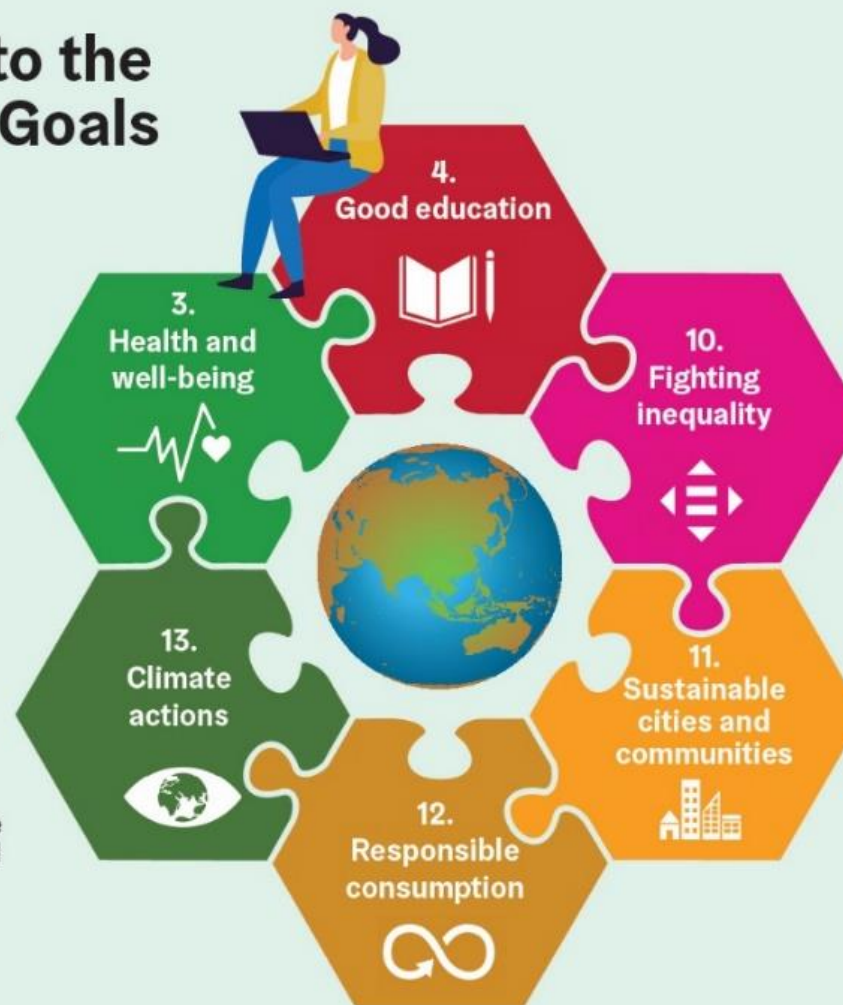 to the
Goals
4.
Good education
3.
Health and
well-being
10.
Fighting
inequality
13.
Climate
actions
11.
Sustainable
cities and
communities
12.
Responsible
consumption